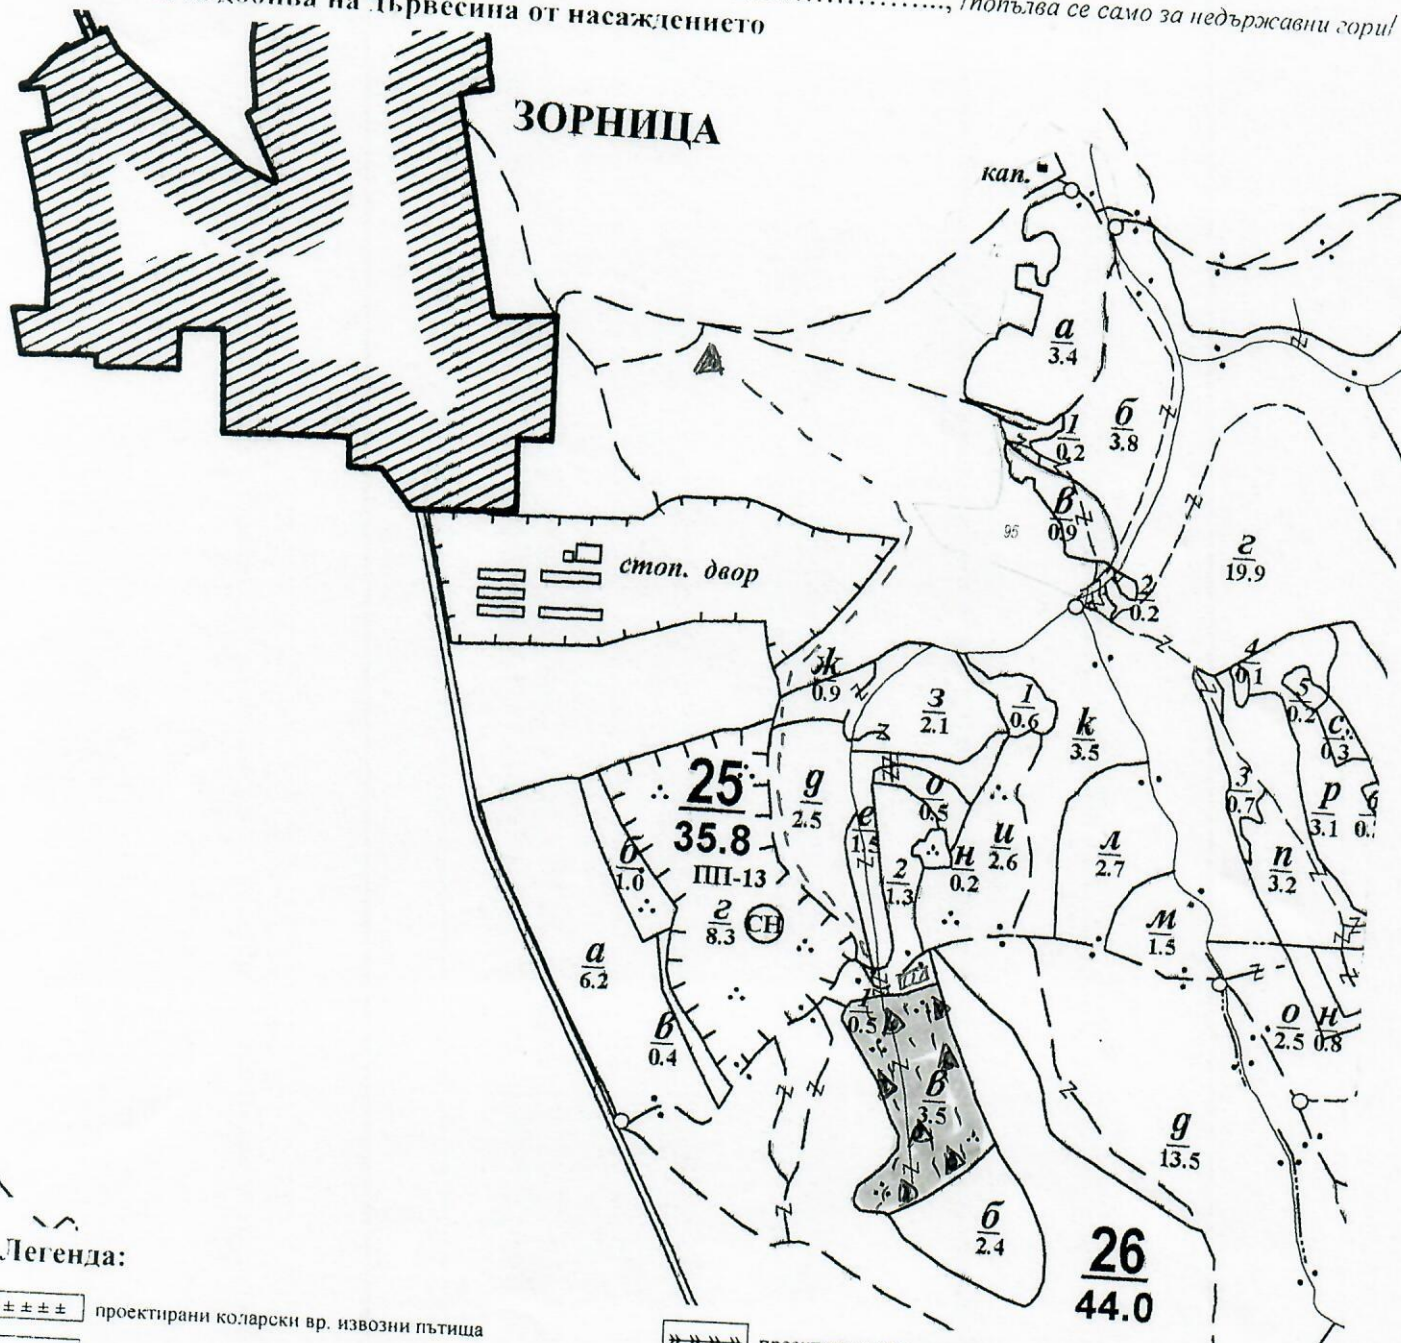 добива на дървесина от насаждението ..............., /попълва се само за недържавни гори/
ЗОРНИЦА
кап.
а
3.4
б
3.8
1
0.2
в
0.9
95
г
19.9
2
0.2
стоп. двор
ж
0.9
з
2.1
1
0.6
к
3.5
4
0.1
5
0.2
с
0.3
25
35.8
ПП-13
г
8.3
СН
д
2.5
е
1.5
о
0.5
2
1.3
н
0.2
и
2.6
л
2.7
м
1.5
3
0.7
р
3.1
п
3.2
б
1.0
а
6.2
в
0.4
1
0.5
в
3.5
о
2.5
н
0.8
д
13.5
б
2.4
26
44.0
Легенда:
проектирани коларски вр. извозни пътища